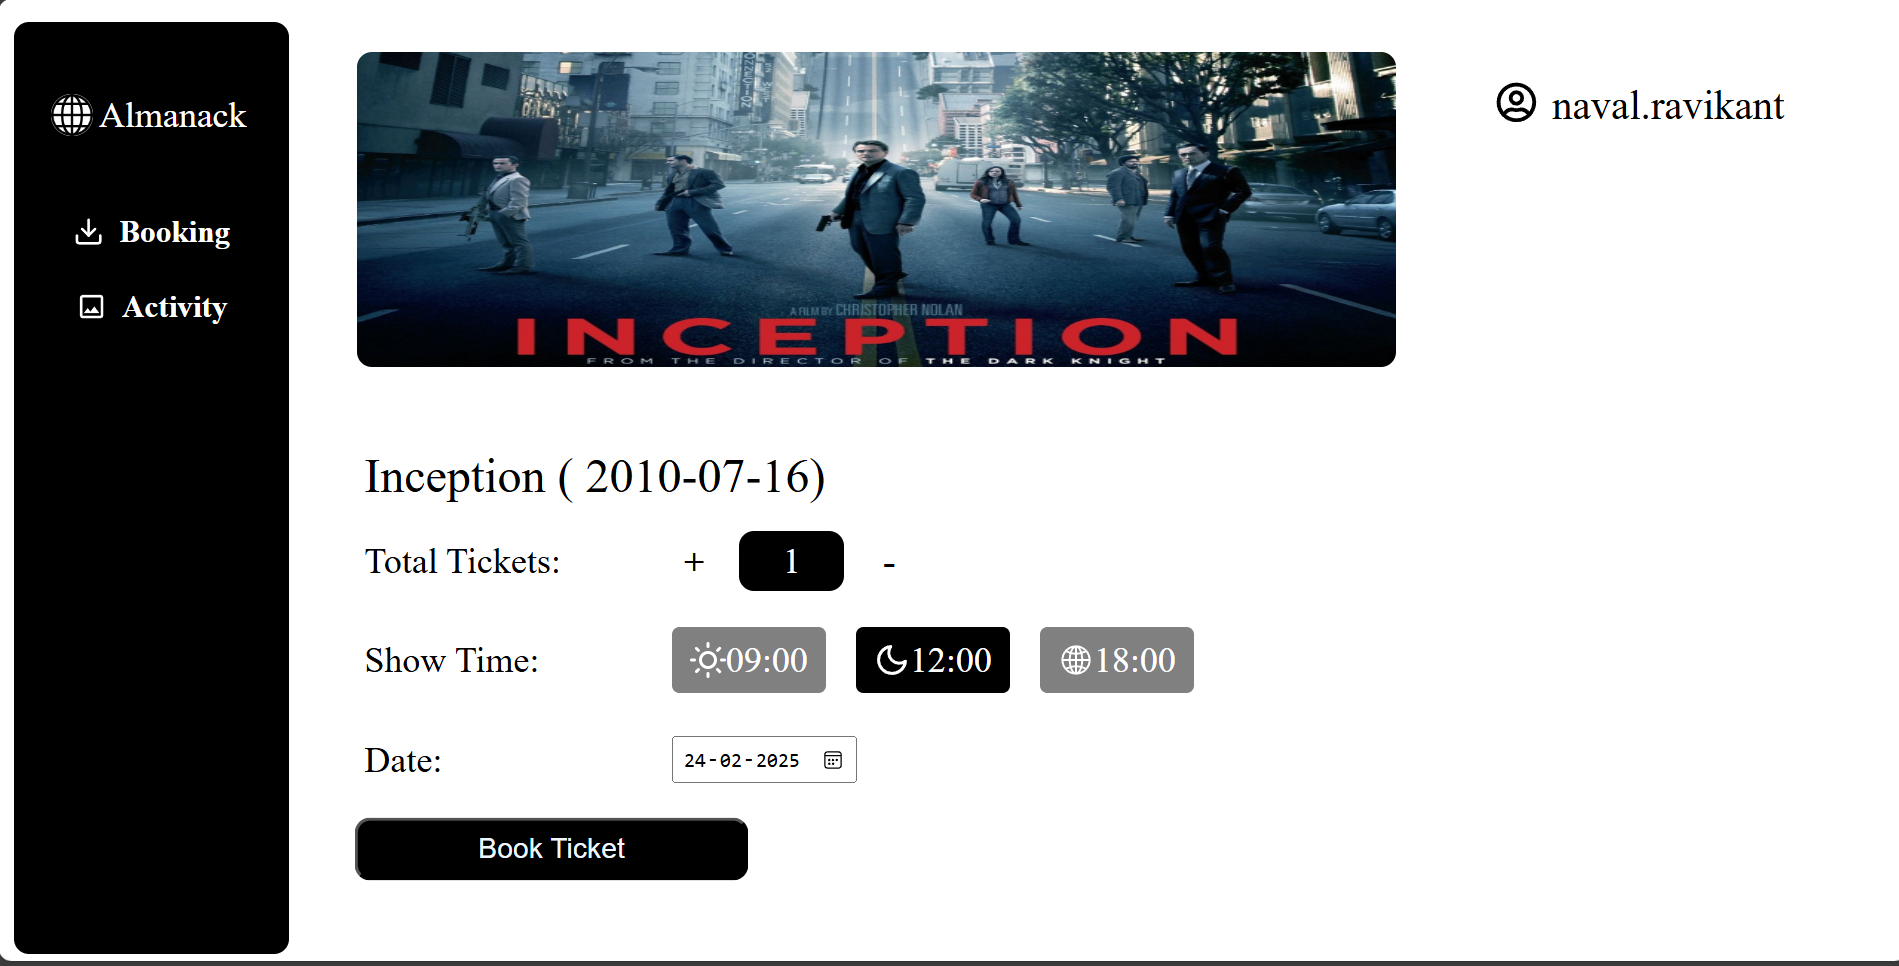 Almanack
Booking
Activity
naval.ravikant
A FILM BY CHRISTOPHER NOLAN
INCEPTION
FROM THE DIRECTOR OF THE DARK KNIGHT
Inception ( 2010-07-16)
Total Tickets: + 1 -
Show Time: 09:00 12:00 18:00
Date: 24-02-2025
Book Ticket